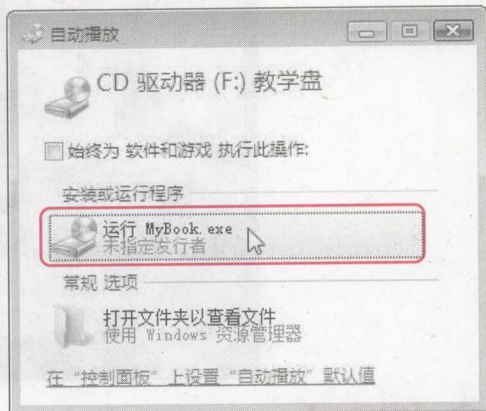 自动播放
CD 驱动器 (F:) 教学盘
始终为 软件和游戏 执行此操作:
安装或运行程序
运行 MyBook.exe
未指定发行者
常规 选项
打开文件夹以查看文件
使用 Windows 资源管理器
在 “控制面板” 上设置 “自动播放” 默认值